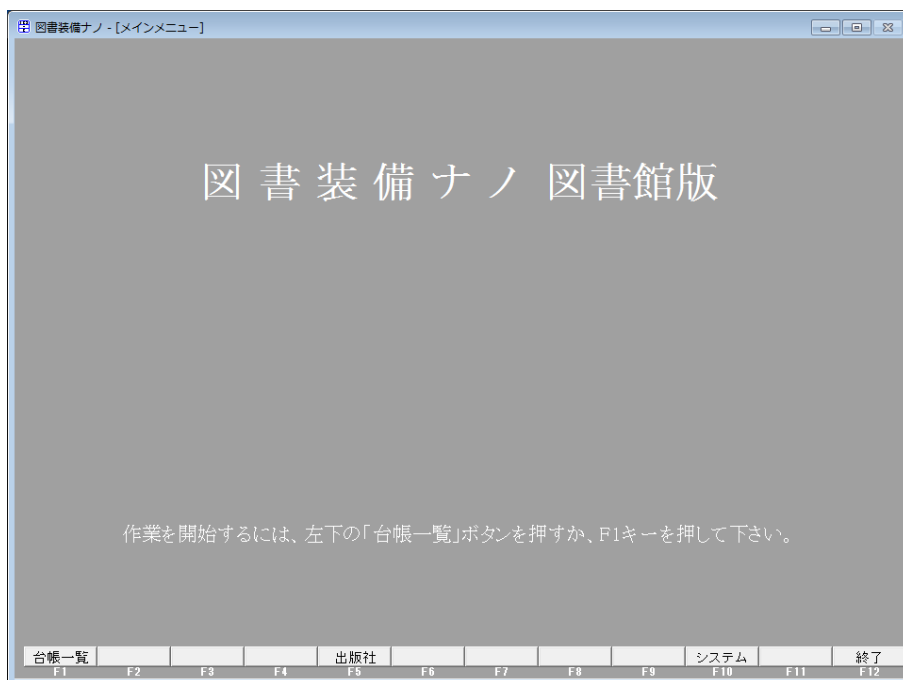 図書装備ナノ - [メインメニュー]
図書装備ナノ 図書館版
作業を開始するには、左下の「台帳一覧」ボタンを押すか、F1キーを押して下さい。
台帳一覧 出版社 システム 終了
F1 F2 F3 F4 F5 F6 F7 F8 F9 F10 F11 F12